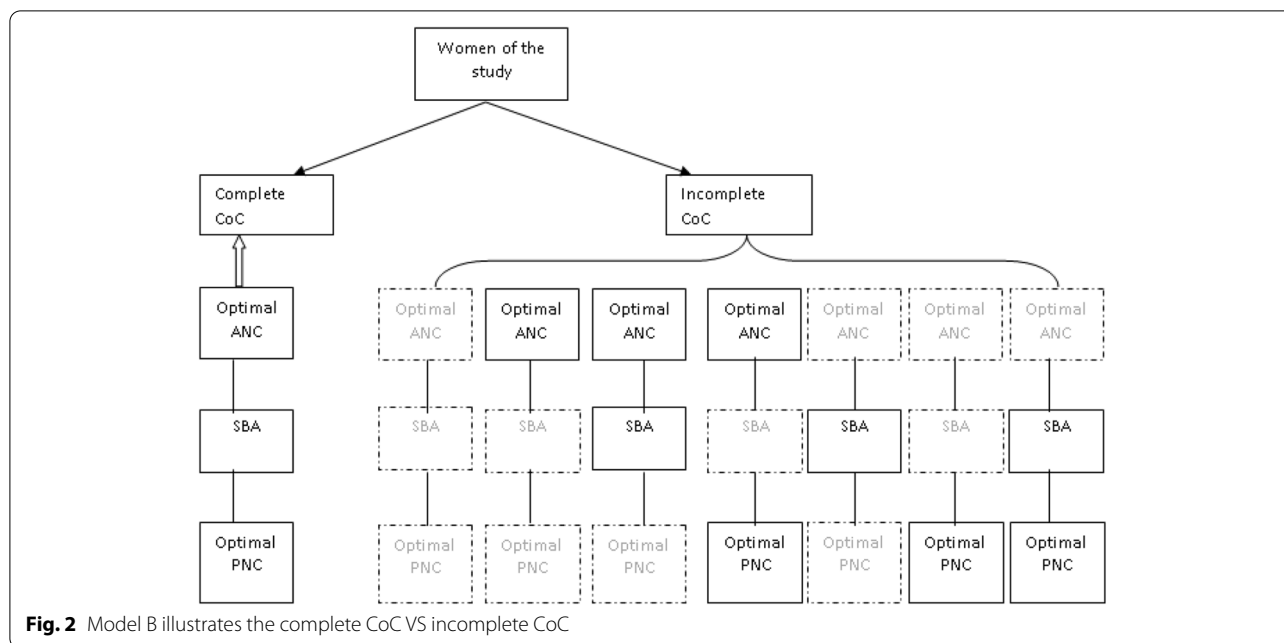 Women of the
study
Complete
CoC
Incomplete
CoC
Optimal
ANC
Optimal
ANC
Optimal
ANC
Optimal
ANC
Optimal
ANC
Optimal
ANC
Optimal
ANC
Optimal
ANC
SBA
SBA
SBA
SBA
SBA
SBA
SBA
SBA
Optimal
PNC
Optimal
PNC
Optimal
PNC
Optimal
PNC
Optimal
PNC
Optimal
PNC
Optimal
PNC
Optimal
PNC
Fig. 2 Model B illustrates the complete CoC VS incomplete CoC